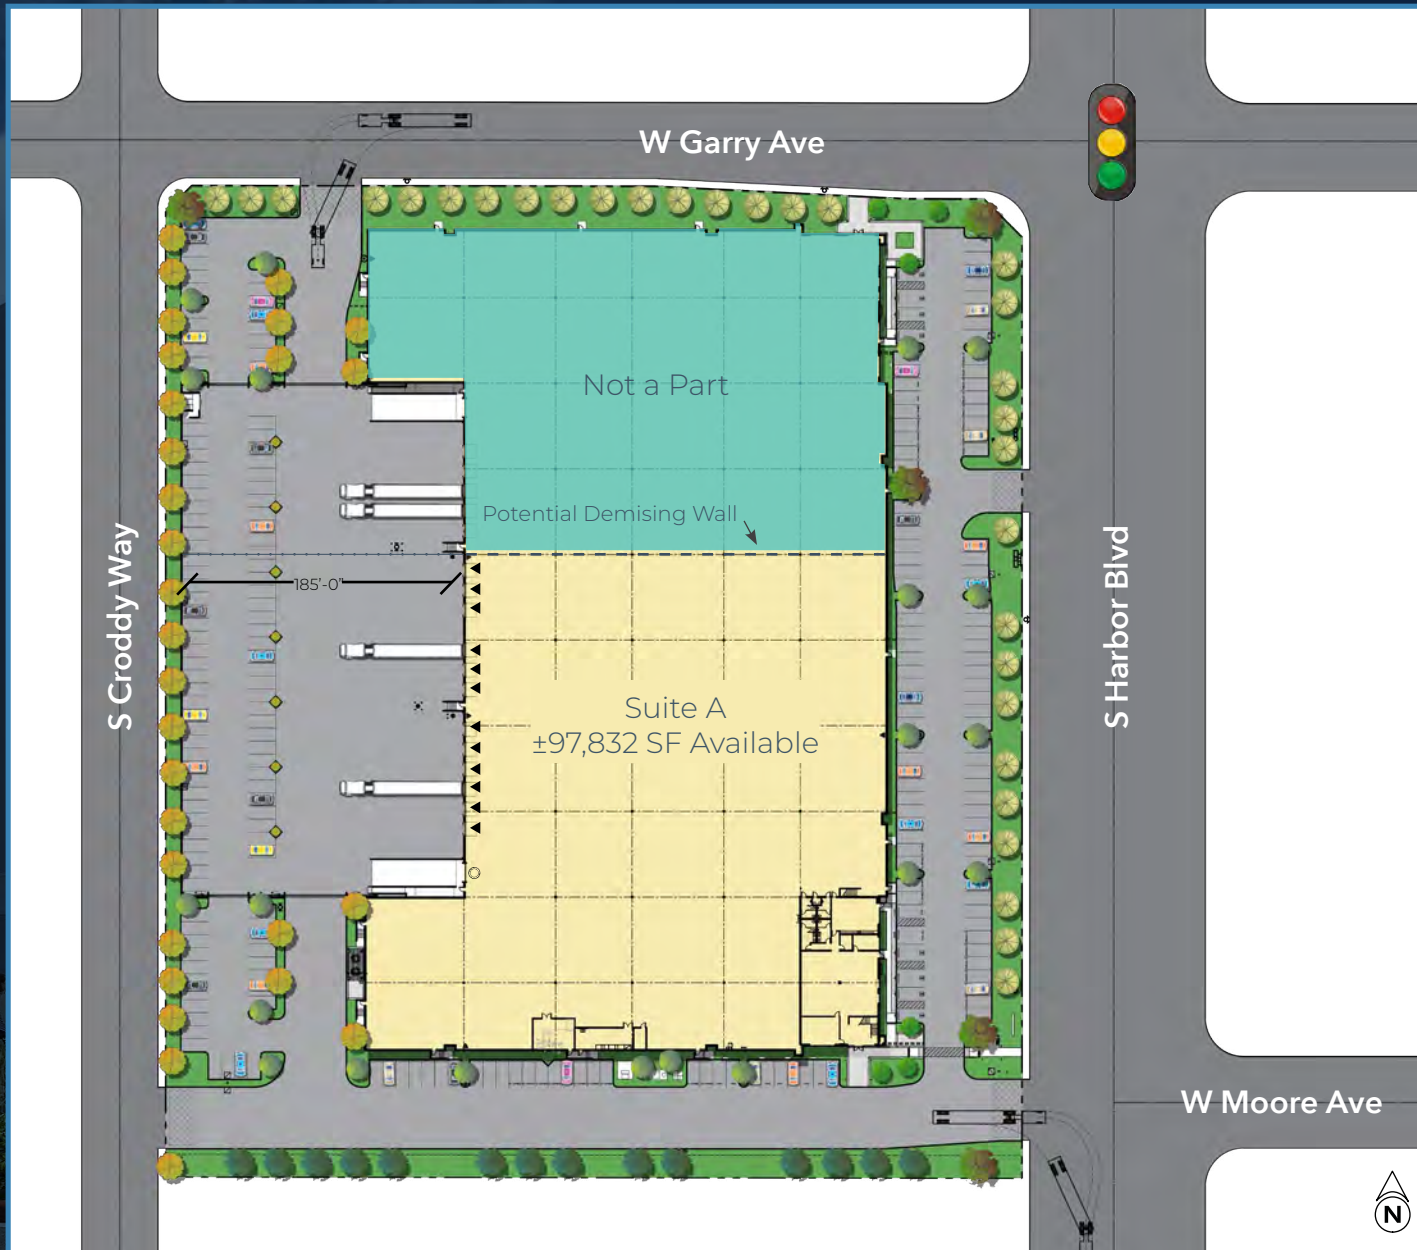 W Garry Ave
Not a Part
Potential Demising Wall
185'-0"
S Croddy Way
S Harbor Blvd
Suite A
±97,832 SF Available
W Moore Ave
N